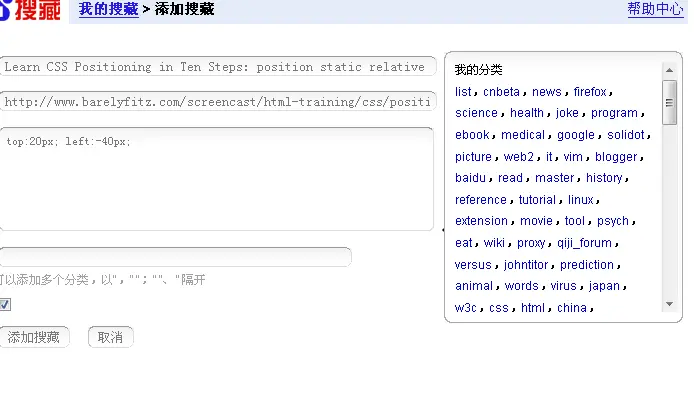 搜藏 我的搜藏 > 添加搜藏 帮助中心
Learn CSS Positioning in Ten Steps: position static relative
http://www.barelyfitz.com/screencast/html-training/css/positi
top:20px; left:-40px;
可以添加多个分类，以"，""；""、"隔开
添加搜藏 取消
我的分类
list，cnbeta，news，firefox，
science，health，joke，program，
ebook，medical，google，solidot，
picture，web2，it，vim，blogger，
baidu，read，master，history，
reference，tutorial，linux，
extension，movie，tool，psych，
eat，wiki，proxy，qiji_forum，
versus，johntitor，prediction，
animal，words，virus，japan，
w3c，css，html，china，